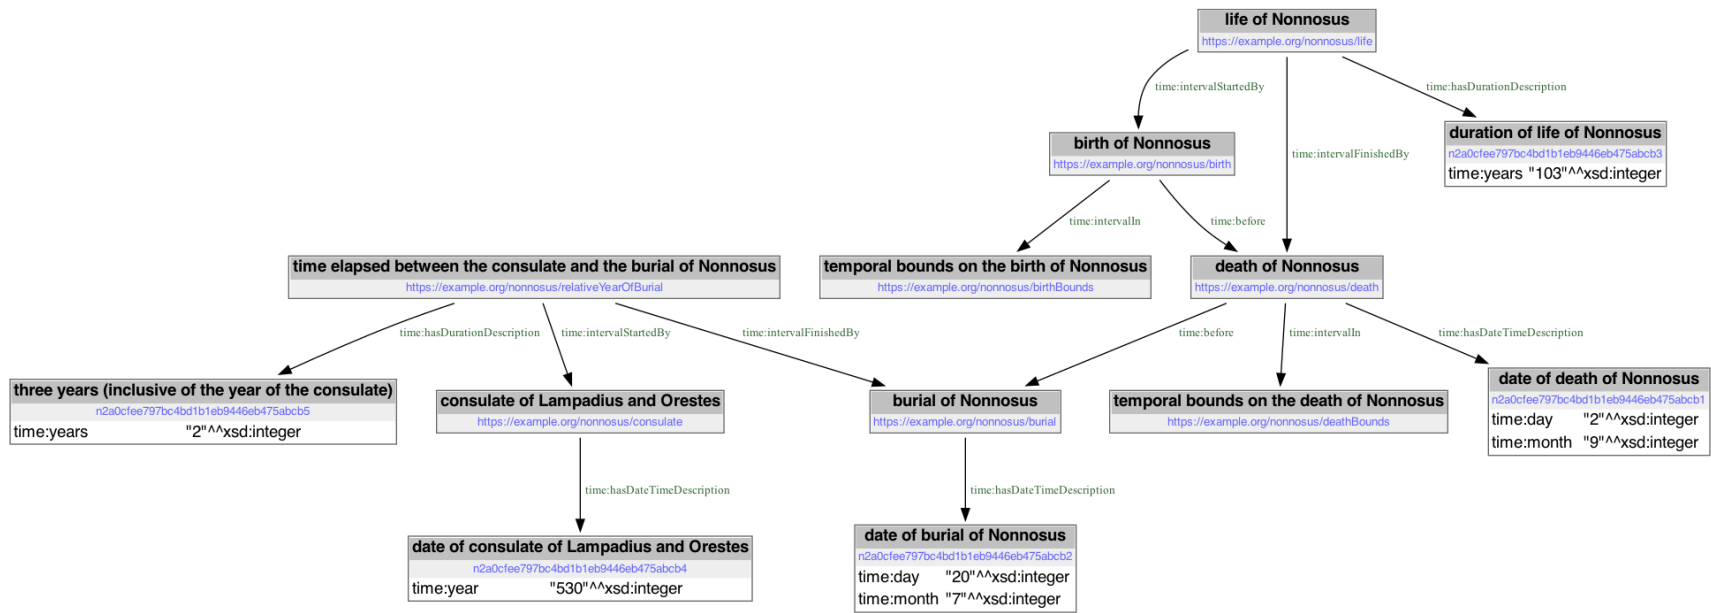 life of Nonnosus
https://example.org/nonnosus/life
time:intervalStartedBy
time:hasDurationDescription
birth of Nonnosus
https://example.org/nonnosus/birth
time:intervalFinishedBy
duration of life of Nonnosus
n2a0cfee797bc4bd1b1eb9446eb475abcb3
time:years "103"^^xsd:integer
time:intervalIn
time:before
time elapsed between the consulate and the burial of Nonnosus
https://example.org/nonnosus/relativeYearOfBurial
temporal bounds on the birth of Nonnosus
https://example.org/nonnosus/birthBounds
death of Nonnosus
https://example.org/nonnosus/death
time:hasDurationDescription
time:intervalStartedBy
time:intervalFinishedBy
time:before
time:intervalIn
time:hasDateTimeDescription
three years (inclusive of the year of the consulate)
n2a0cfee797bc4bd1b1eb9446eb475abcb5
time:years "2"^^xsd:integer
consulate of Lampadius and Orestes
https://example.org/nonnosus/consulate
burial of Nonnosus
https://example.org/nonnosus/burial
temporal bounds on the death of Nonnosus
https://example.org/nonnosus/deathBounds
date of death of Nonnosus
n2a0cfee797bc4bd1b1eb9446eb475abcb1
time:day "2"^^xsd:integer
time:month "9"^^xsd:integer
time:hasDateTimeDescription
time:hasDateTimeDescription
date of consulate of Lampadius and Orestes
n2a0cfee797bc4bd1b1eb9446eb475abcb4
time:year "530"^^xsd:integer
date of burial of Nonnosus
n2a0cfee797bc4bd1b1eb9446eb475abcb2
time:day "20"^^xsd:integer
time:month "7"^^xsd:integer